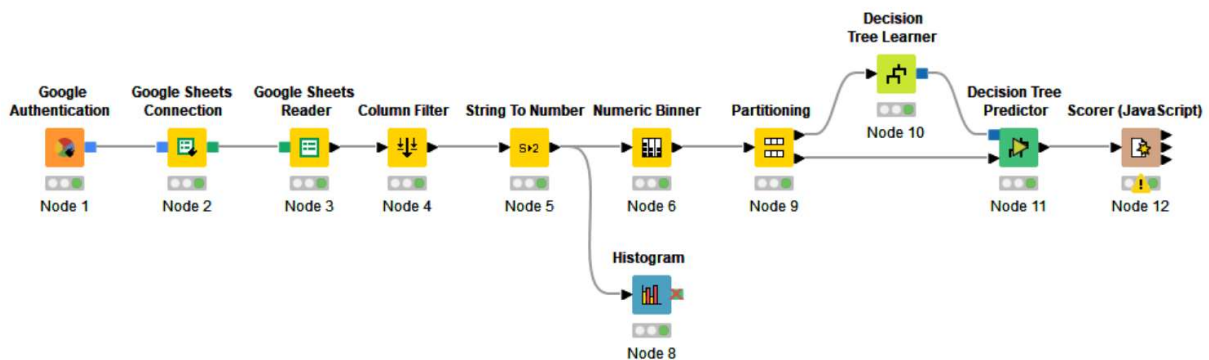 Decision
Tree Learner
Node 10
Google
Authentication
Node 1
Google Sheets
Connection
Node 2
Google Sheets
Reader
Node 3
Column Filter
Node 4
String To Number
S▸2
Node 5
Numeric Binner
Node 6
Partitioning
Node 9
Decision Tree
Predictor
Node 11
Scorer (JavaScript)
Node 12
Histogram
Node 8